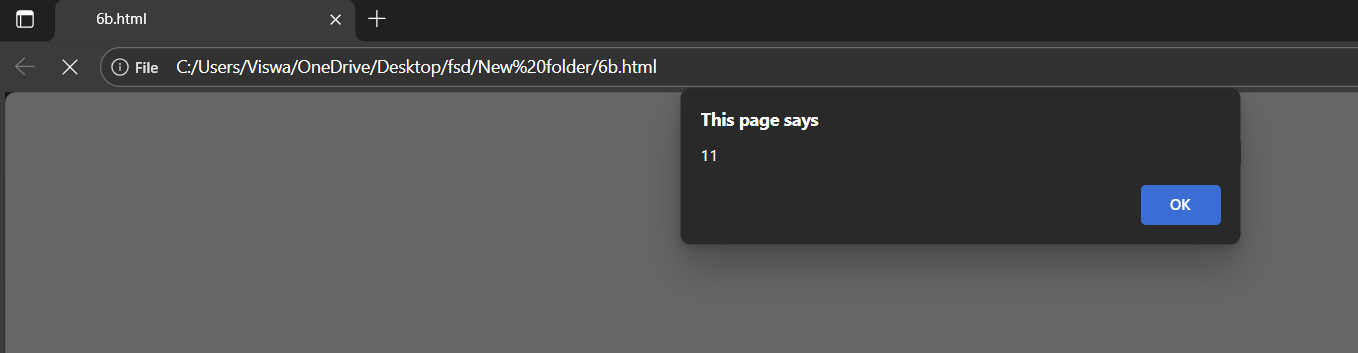 6b.html
File C:/Users/Viswa/OneDrive/Desktop/fsd/New%20folder/6b.html
This page says
11
OK